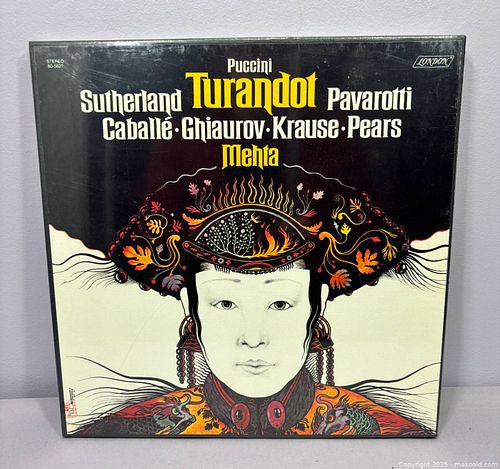 STEREO
Puccini
LONDON
Sutherland Turandot Pavarotti
Caballé·Ghiaurov·Krause·Pears
Mehta
Copyright 2025 - maxsold.com